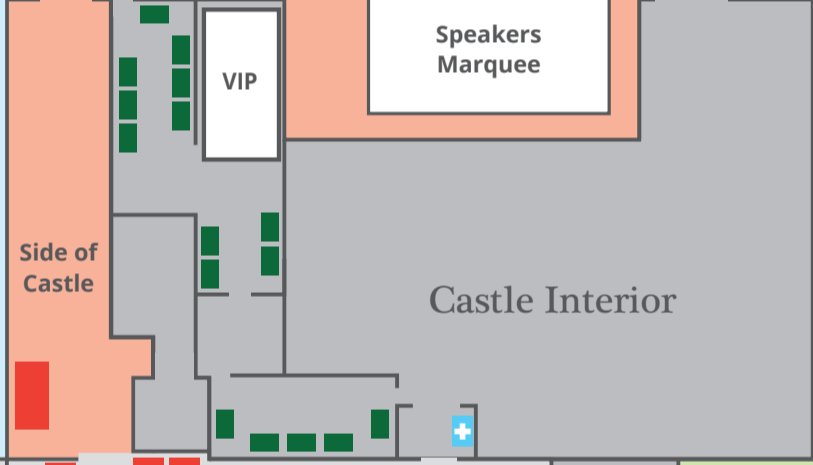 Speakers
Marquee
VIP
Side of
Castle
Castle Interior